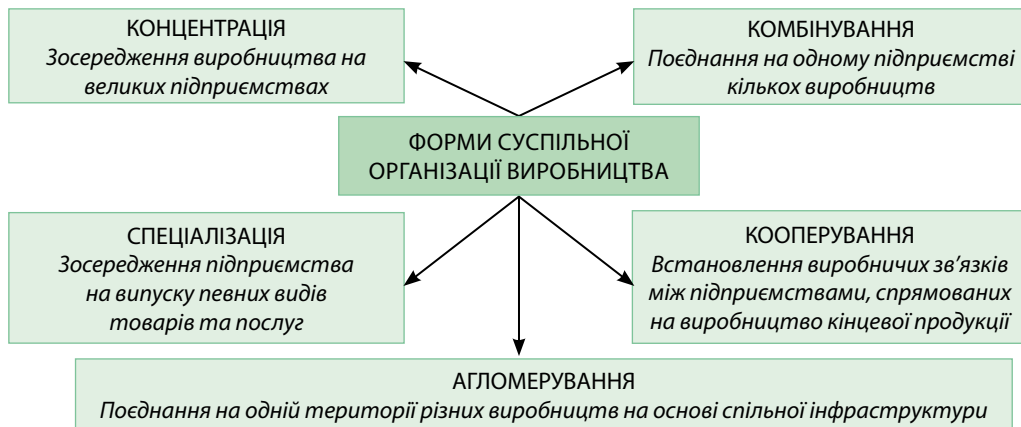 КОНЦЕНТРАЦІЯ
Зосередження виробництва на
великих підприємствах
КОМБІНУВАННЯ
Поєднання на одному підприємстві
кількох виробництв
ФОРМИ СУСПІЛЬНОЇ
ОРГАНІЗАЦІЇ ВИРОБНИЦТВА
СПЕЦІАЛІЗАЦІЯ
Зосередження підприємства
на випуску певних видів
товарів та послуг
КООПЕРУВАННЯ
Встановлення виробничих зв'язків
між підприємствами, спрямованих
на виробництво кінцевої продукції
АГЛОМЕРУВАННЯ
Поєднання на одній території різних виробництв на основі спільної інфраструктури